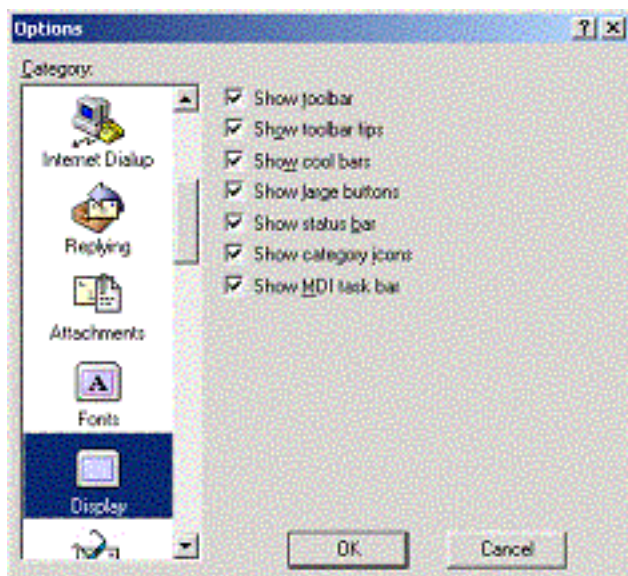 Options
Category:
Internet Dialup
Replying
Attachments
Fonts
Display
Show toolbar
Show toolbar tips
Show cool bars
Show large buttons
Show status bar
Show category icons
Show MDI task bar
OK
Cancel